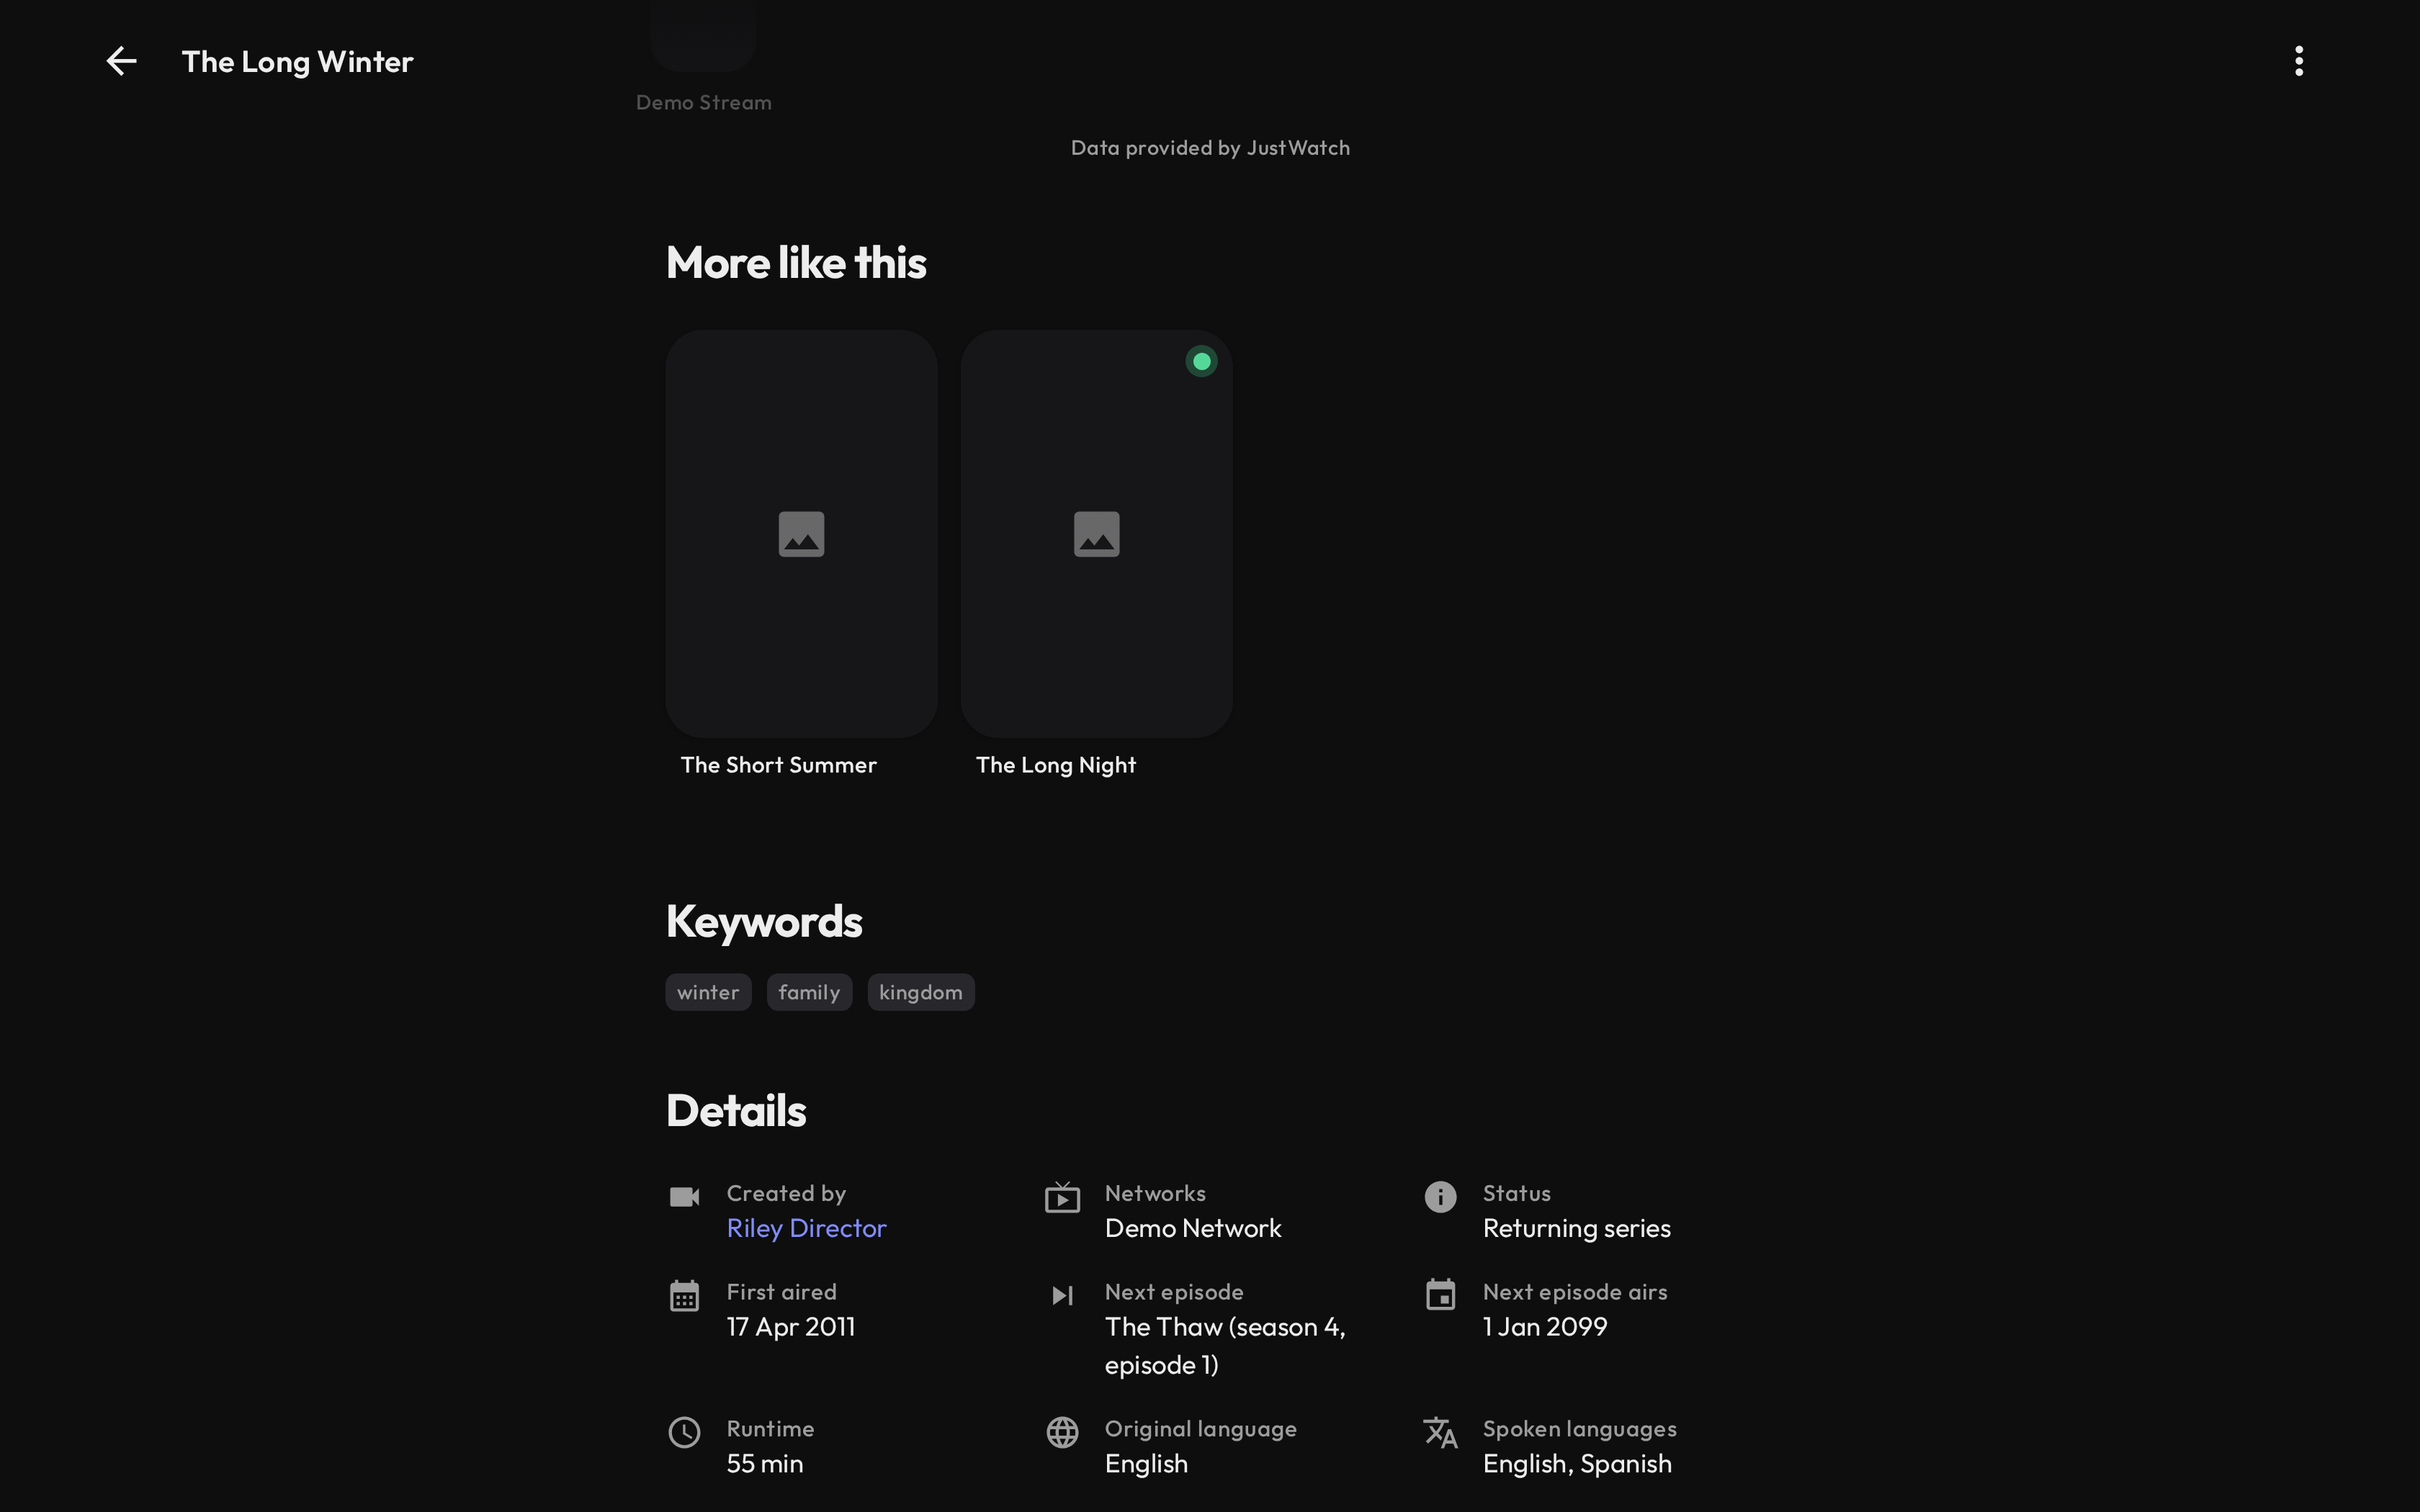 The Long Winter
Demo Stream
Data provided by JustWatch
More like this
The Short Summer
The Long Night
Keywords
winter
family
kingdom
Details
Created by
Riley Director
Networks
Demo Network
Status
Returning series
First aired
17 Apr 2011
Next episode
The Thaw (season 4,
episode 1)
Next episode airs
1 Jan 2099
Runtime
55 min
Original language
English
Spoken languages
English, Spanish